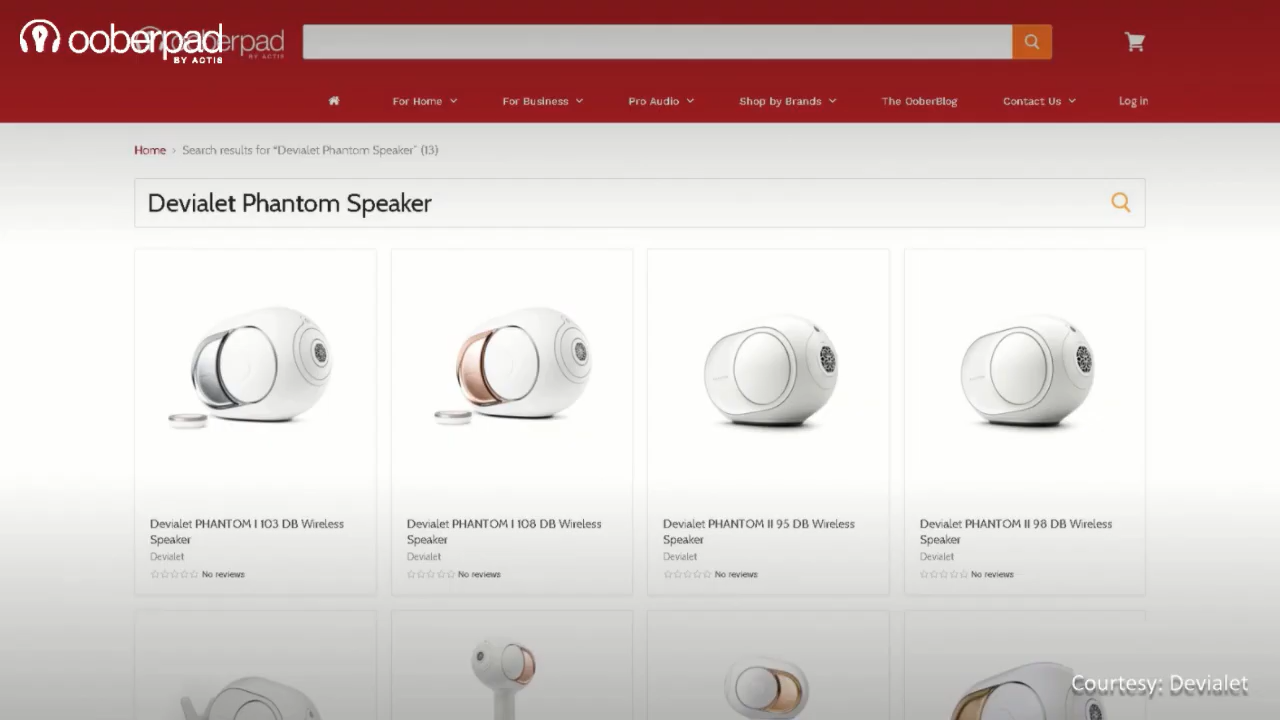 ooberpad
BY ACTIS
ooberpad
BY ACTIS
For Home
For Business
Pro Audio
Shop by Brands
The OoberBlog
Contact Us
Log in
Home › Search results for “Devialet Phantom Speaker” (13)
Devialet Phantom Speaker
Devialet PHANTOM I 103 DB Wireless
Speaker
Devialet
No reviews
Devialet PHANTOM I 108 DB Wireless
Speaker
Devialet
No reviews
Devialet PHANTOM II 95 DB Wireless
Speaker
Devialet
No reviews
Devialet PHANTOM II 98 DB Wireless
Speaker
Devialet
No reviews
Courtesy: Devialet